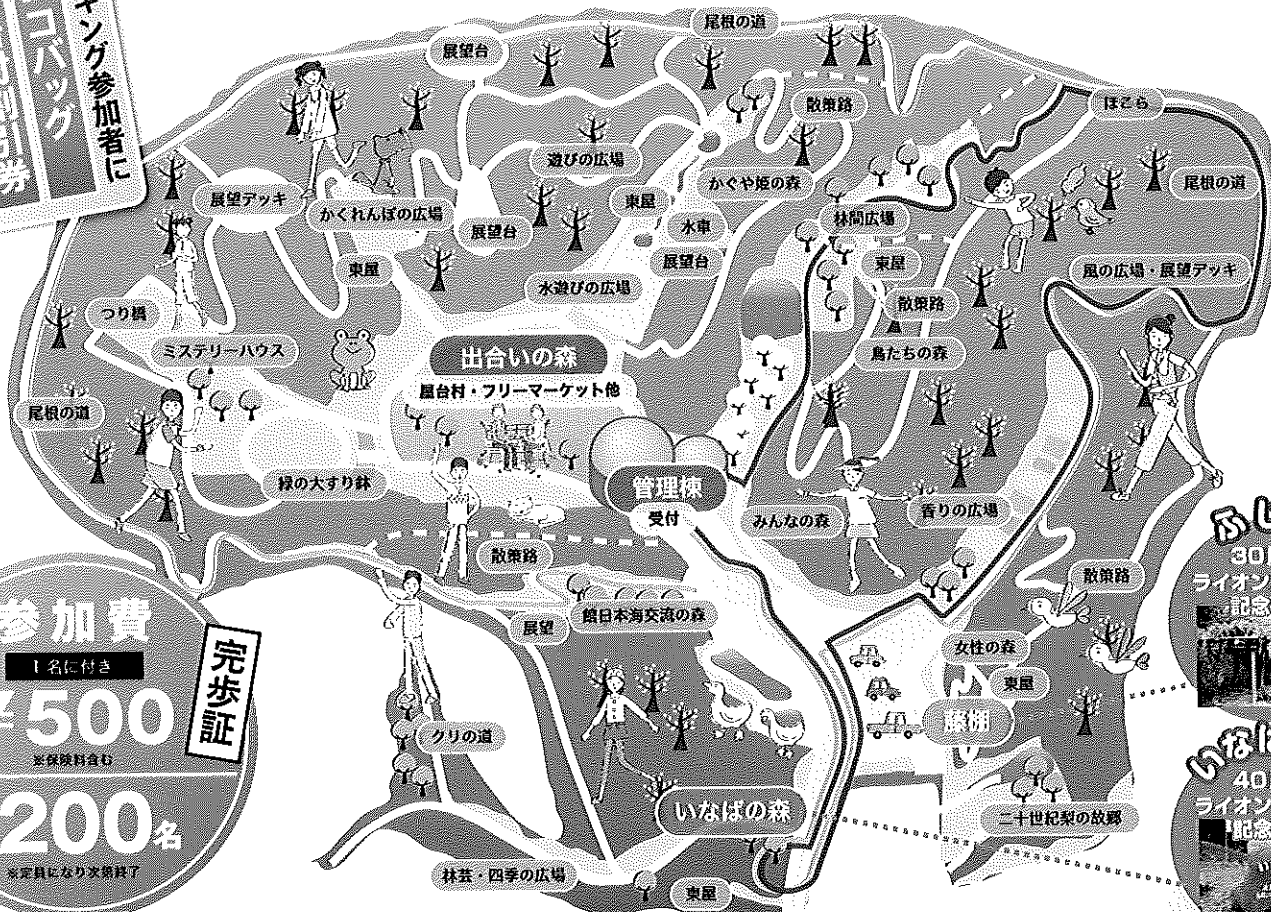 キング参加者に
コバッグ
割引券
尾根の道
展望台
散策路
ほこら
遊びの広場
かぐや姫の森
尾根の道
展望デッキ
かくれんぼの広場
東屋
水車
林間広場
展望台
展望台
東屋
東屋
風の広場・展望デッキ
水遊びの広場
散策路
つり橋
ミステリーハウス
出合いの森
屋台村・フリーマーケット他
鳥たちの森
尾根の道
緑の大すり鉢
管理棟
受付
みんなの森
香りの広場
散策路
散策路
展望
館日本海交流の森
女性の森
東屋
藤棚
クリの道
いなばの森
二十世紀梨の故郷
林芸・四季の広場
東屋
参加費
1名に付き
500
※保険料含む
完歩証
200名
※定員になり次第終了
ふじ
30
ライオン
記念
いなば
40
ライオン
記念